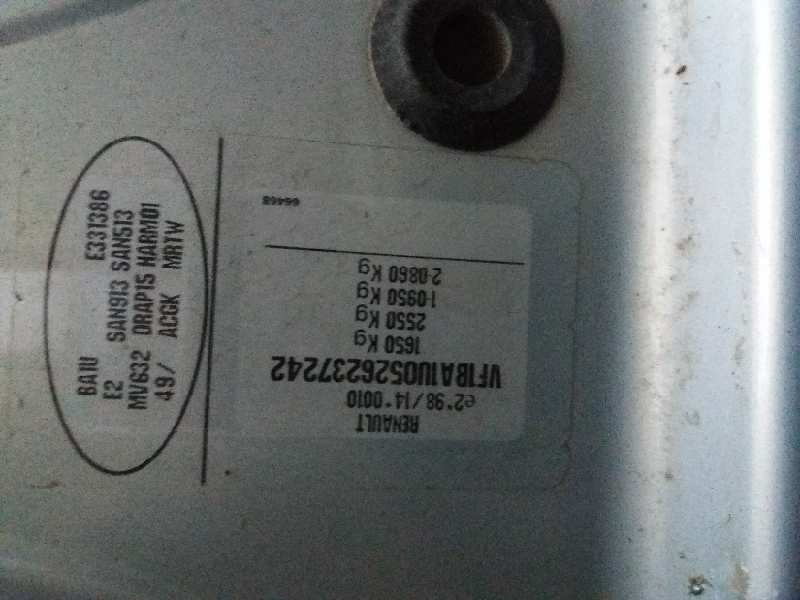 RENAULT
e2*98/14*0010
VF1BA1U0526237242
1650 Kg
2550 Kg
1-0950 Kg
2-0860 Kg
66468
BA1U E331386
E2 SAN913 SAN513
MV632 DRAP15 HARM01
49/ ACGK MRTW